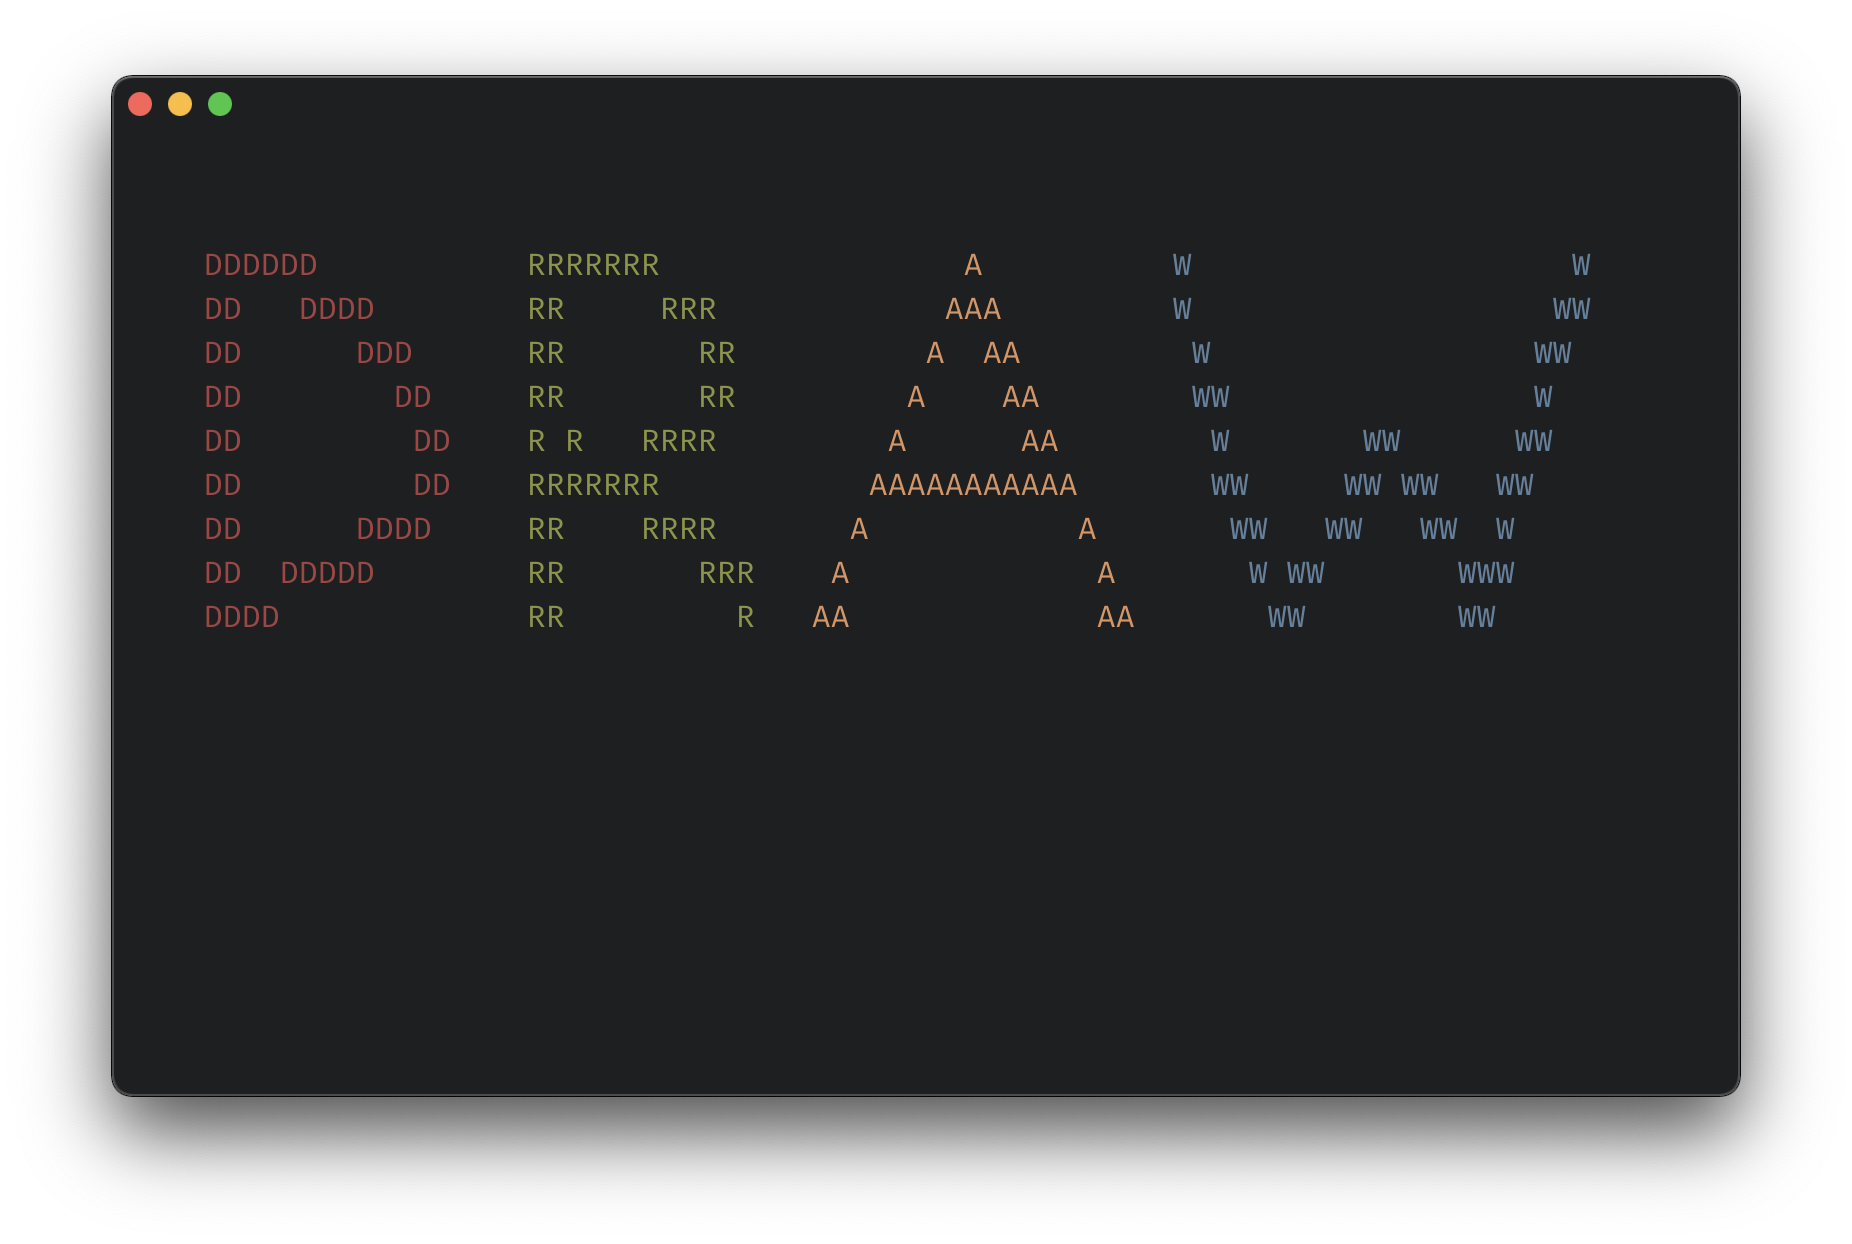 DDDDDD           RRRRRRR                A          W                    W
DD   DDDD        RR     RRR            AAA         W                   WW
DD      DDD      RR       RR          A  AA         W                 WW
DD        DD     RR       RR         A    AA        WW                W
DD         DD    R R   RRRR         A      AA        W       WW      WW
DD         DD    RRRRRRR           AAAAAAAAAAA       WW     WW WW   WW
DD      DDDD     RR    RRRR       A           A       WW   WW   WW  W
DD  DDDDD        RR       RRR    A             A       W WW       WWW
DDDD             RR         R   AA             AA       WW        WW